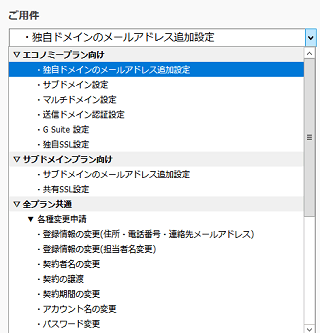 ご用件
・独自ドメインのメールアドレス追加設定
▽ エコノミープラン向け
・独自ドメインのメールアドレス追加設定
・サブドメイン設定
・マルチドメイン設定
・送信ドメイン認証設定
・G Suite 設定
・独自SSL設定
▽ サブドメインプラン向け
・サブドメインのメールアドレス追加設定
・共有SSL設定
▽ 全プラン共通
▼ 各種変更申請
・登録情報の変更(住所・電話番号・連絡先メールアドレス)
・登録情報の変更(担当者名変更)
・契約者名の変更
・契約の譲渡
・契約期間の変更
・アカウント名の変更
・パスワード変更